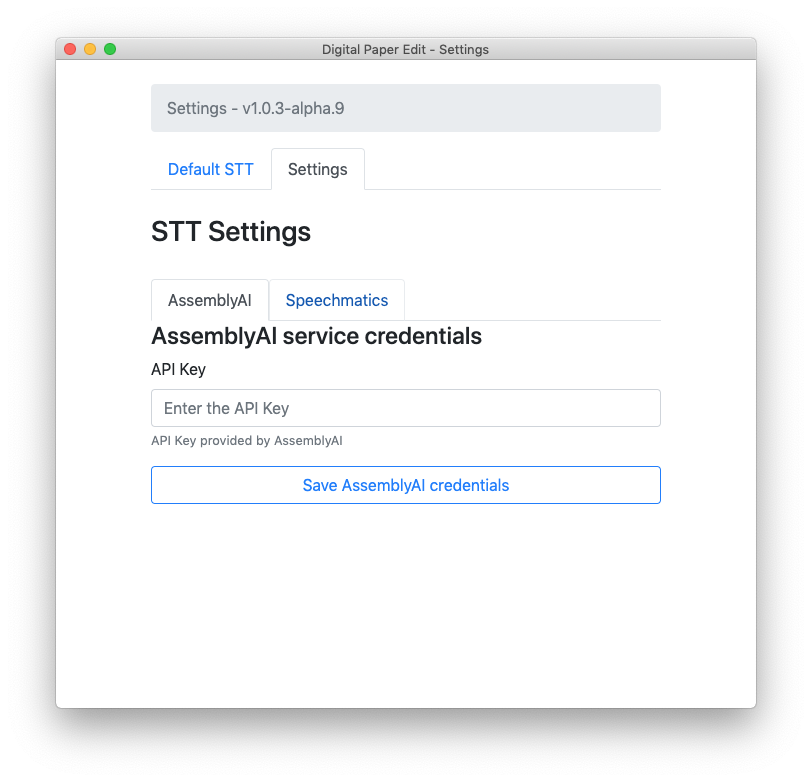 Digital Paper Edit - Settings
Settings - v1.0.3-alpha.9
Default STT Settings
STT Settings
AssemblyAI Speechmatics
AssemblyAI service credentials
API Key
Enter the API Key
API Key provided by AssemblyAI
Save AssemblyAI credentials